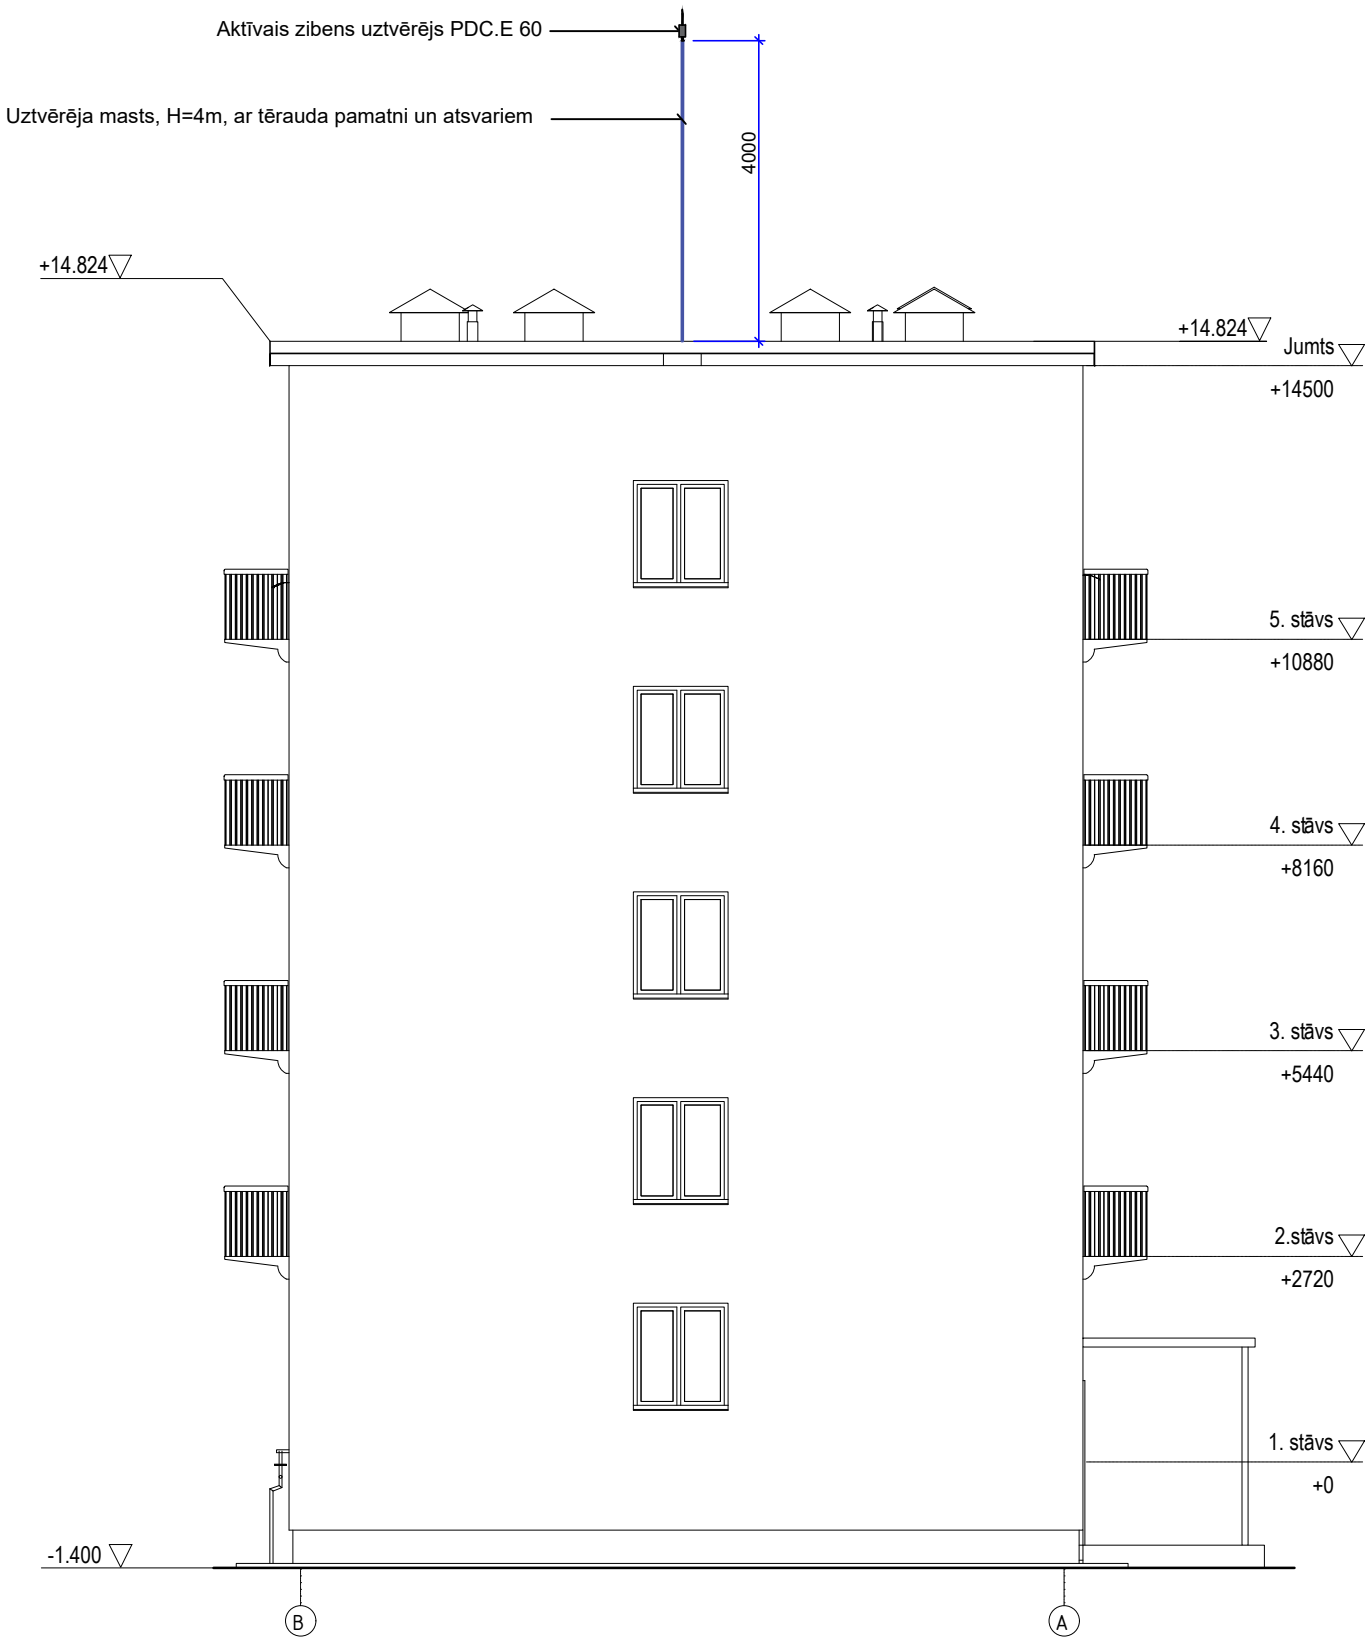 Aktīvais zibens uztvērējs PDC.E 60
Uztvērēja masts, H=4m, ar tērauda pamatni un atsvariem
4000
+14.824
+14.824
Jumts
+14500
5. stāvs
+10880
4. stāvs
+8160
3. stāvs
+5440
2.stāvs
+2720
1. stāvs
+0
-1.400
B
A